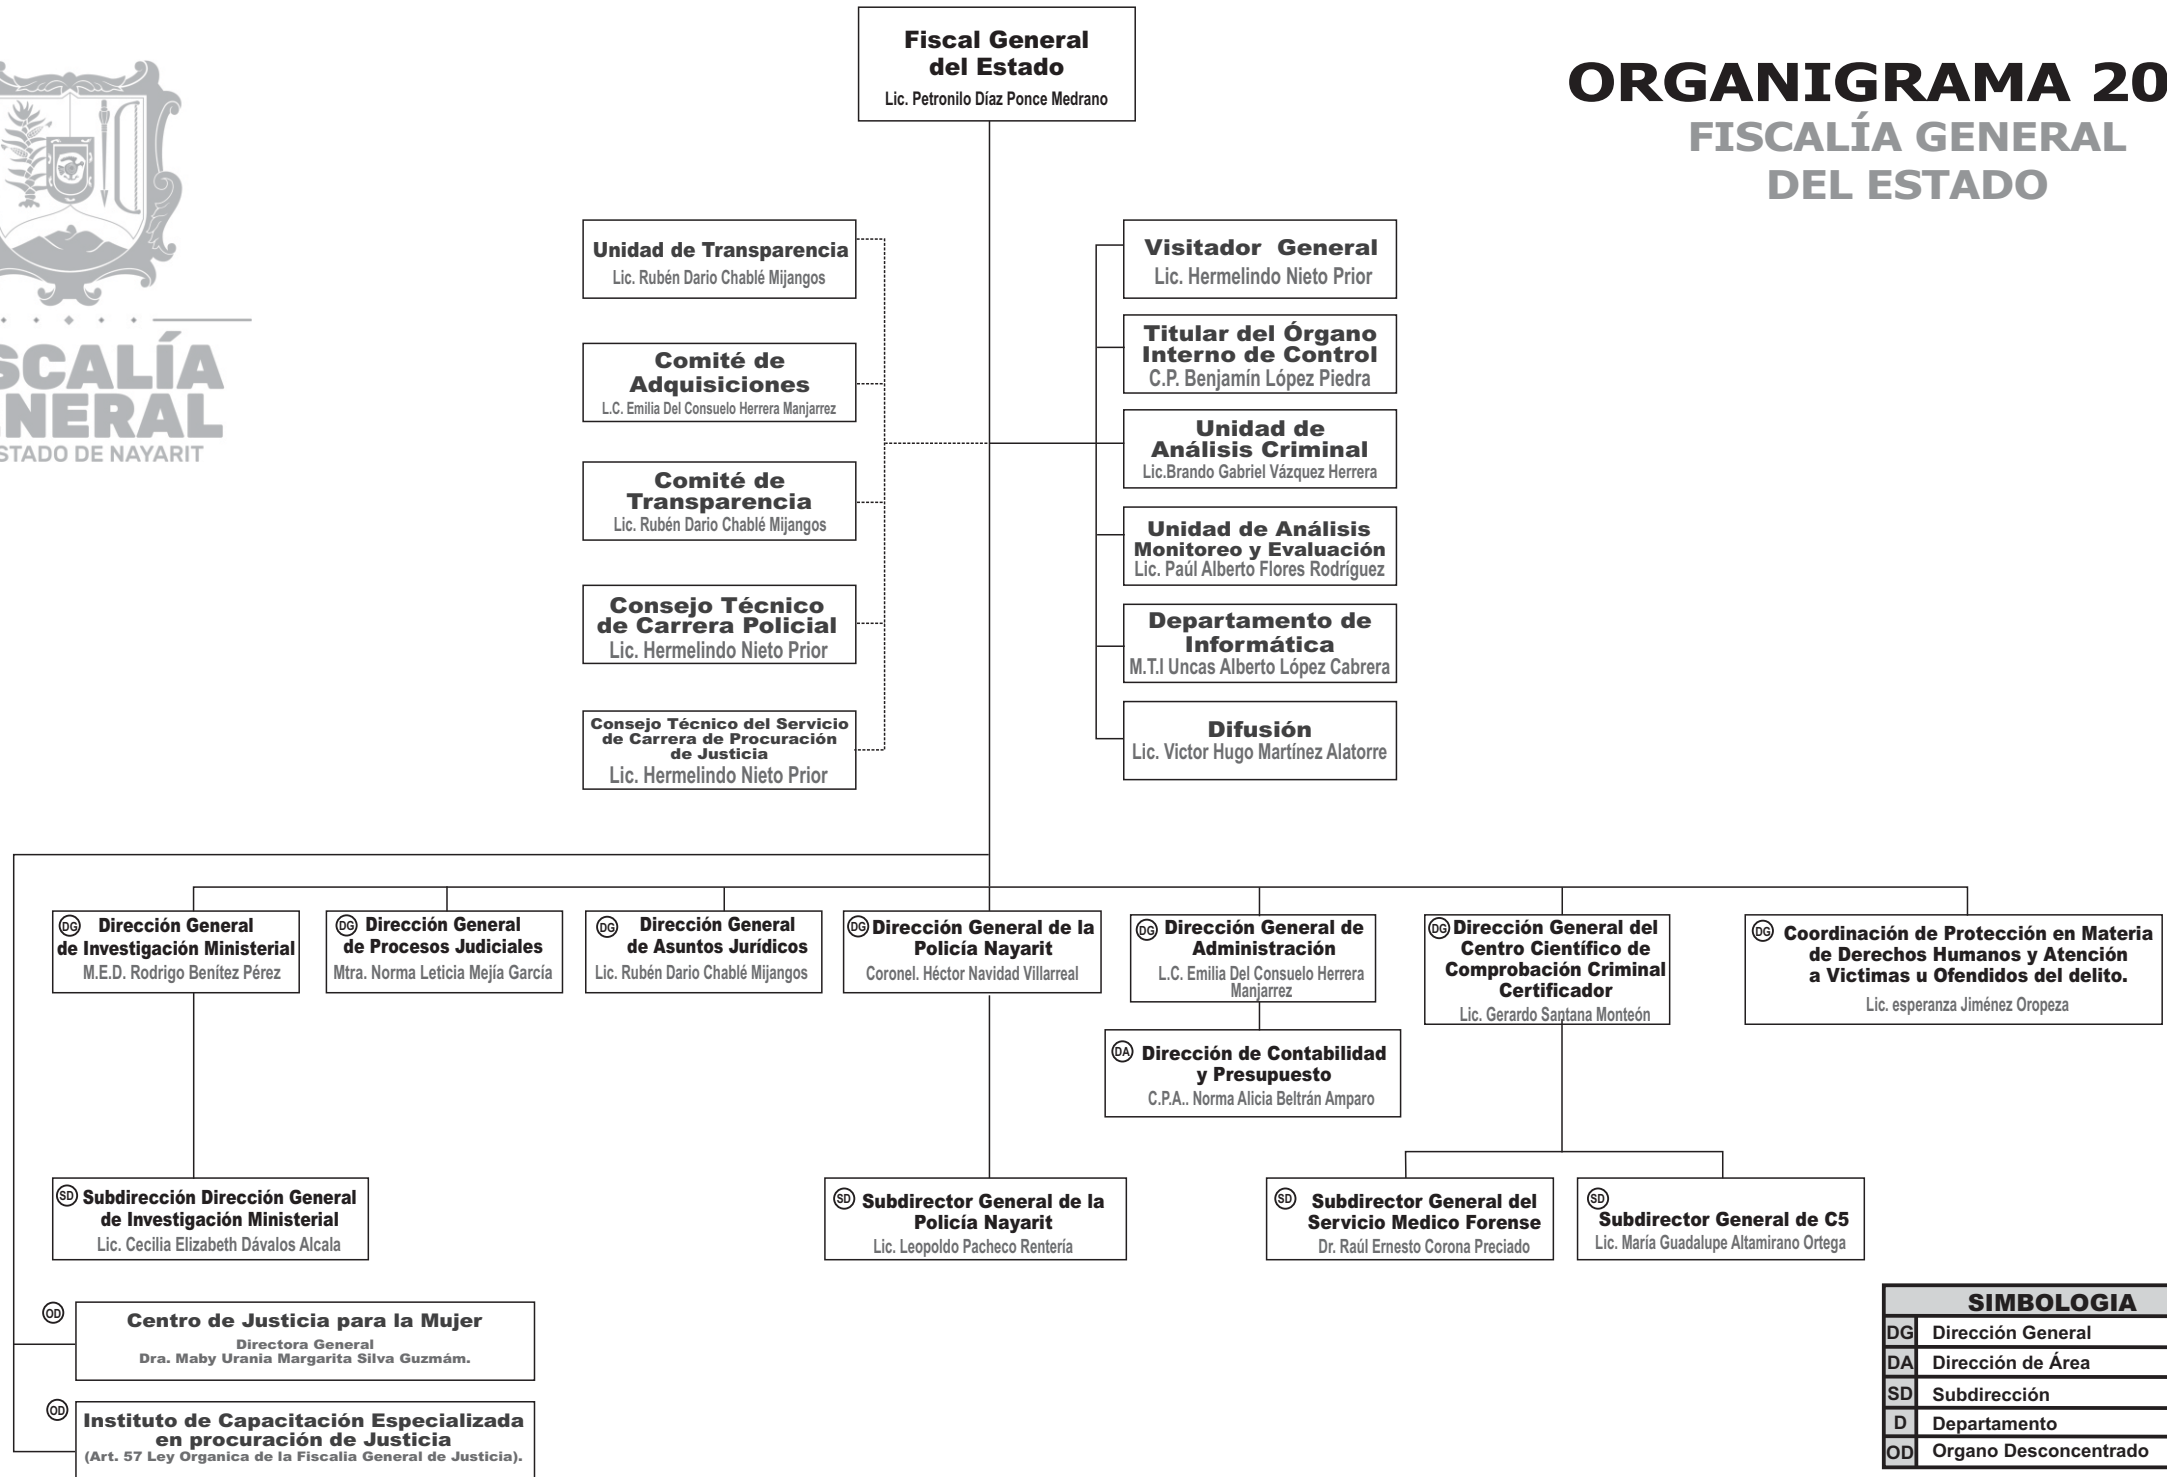 Fiscal General
del Estado
Lic. Petronilo Díaz Ponce Medrano
ORGANIGRAMA 20
FISCALÍA GENERAL
DEL ESTADO
SCALÍA
NERAL
STADO DE NAYARIT
Unidad de Transparencia
Lic. Rubén Dario Chablé Mijangos
Comité de
Adquisiciones
L.C. Emilia Del Consuelo Herrera Manjarrez
Comité de
Transparencia
Lic. Rubén Dario Chablé Mijangos
Consejo Técnico
de Carrera Policial
Lic. Hermelindo Nieto Prior
Consejo Técnico del Servicio
de Carrera de Procuración
de Justicia
Lic. Hermelindo Nieto Prior
Visitador General
Lic. Hermelindo Nieto Prior
Titular del Órgano
Interno de Control
C.P. Benjamín López Piedra
Unidad de
Análisis Criminal
Lic.Brando Gabriel Vázquez Herrera
Unidad de Análisis
Monitoreo y Evaluación
Lic. Paúl Alberto Flores Rodríguez
Departamento de
Informática
M.T.I Uncas Alberto López Cabrera
Difusión
Lic. Victor Hugo Martínez Alatorre
DG Dirección General
de Investigación Ministerial
M.E.D. Rodrigo Benítez Pérez
DG Dirección General
de Procesos Judiciales
Mtra. Norma Leticia Mejía García
DG Dirección General
de Asuntos Jurídicos
Lic. Rubén Dario Chablé Mijangos
DG Dirección General de la
Policía Nayarit
Coronel. Héctor Navidad Villarreal
DG Dirección General de
Administración
L.C. Emilia Del Consuelo Herrera
Manjarrez
DG Dirección General del
Centro Científico de
Comprobación Criminal
Certificador
Lic. Gerardo Santana Monteón
DG Coordinación de Protección en Materia
de Derechos Humanos y Atención
a Victimas u Ofendidos del delito.
Lic. esperanza Jiménez Oropeza
DA Dirección de Contabilidad
y Presupuesto
C.P.A.. Norma Alicia Beltrán Amparo
SD Subdirección Dirección General
de Investigación Ministerial
Lic. Cecilia Elizabeth Dávalos Alcala
SD Subdirector General de la
Policía Nayarit
Lic. Leopoldo Pacheco Rentería
SD Subdirector General del
Servicio Medico Forense
Dr. Raúl Ernesto Corona Preciado
SD
Subdirector General de C5
Lic. María Guadalupe Altamirano Ortega
OD
Centro de Justicia para la Mujer
Directora General
Dra. Maby Urania Margarita Silva Guzmám.
OD
Instituto de Capacitación Especializada
en procuración de Justicia
(Art. 57 Ley Organica de la Fiscalia General de Justicia).
SIMBOLOGIA
DG Dirección General
DA Dirección de Área
SD Subdirección
D Departamento
OD Organo Desconcentrado